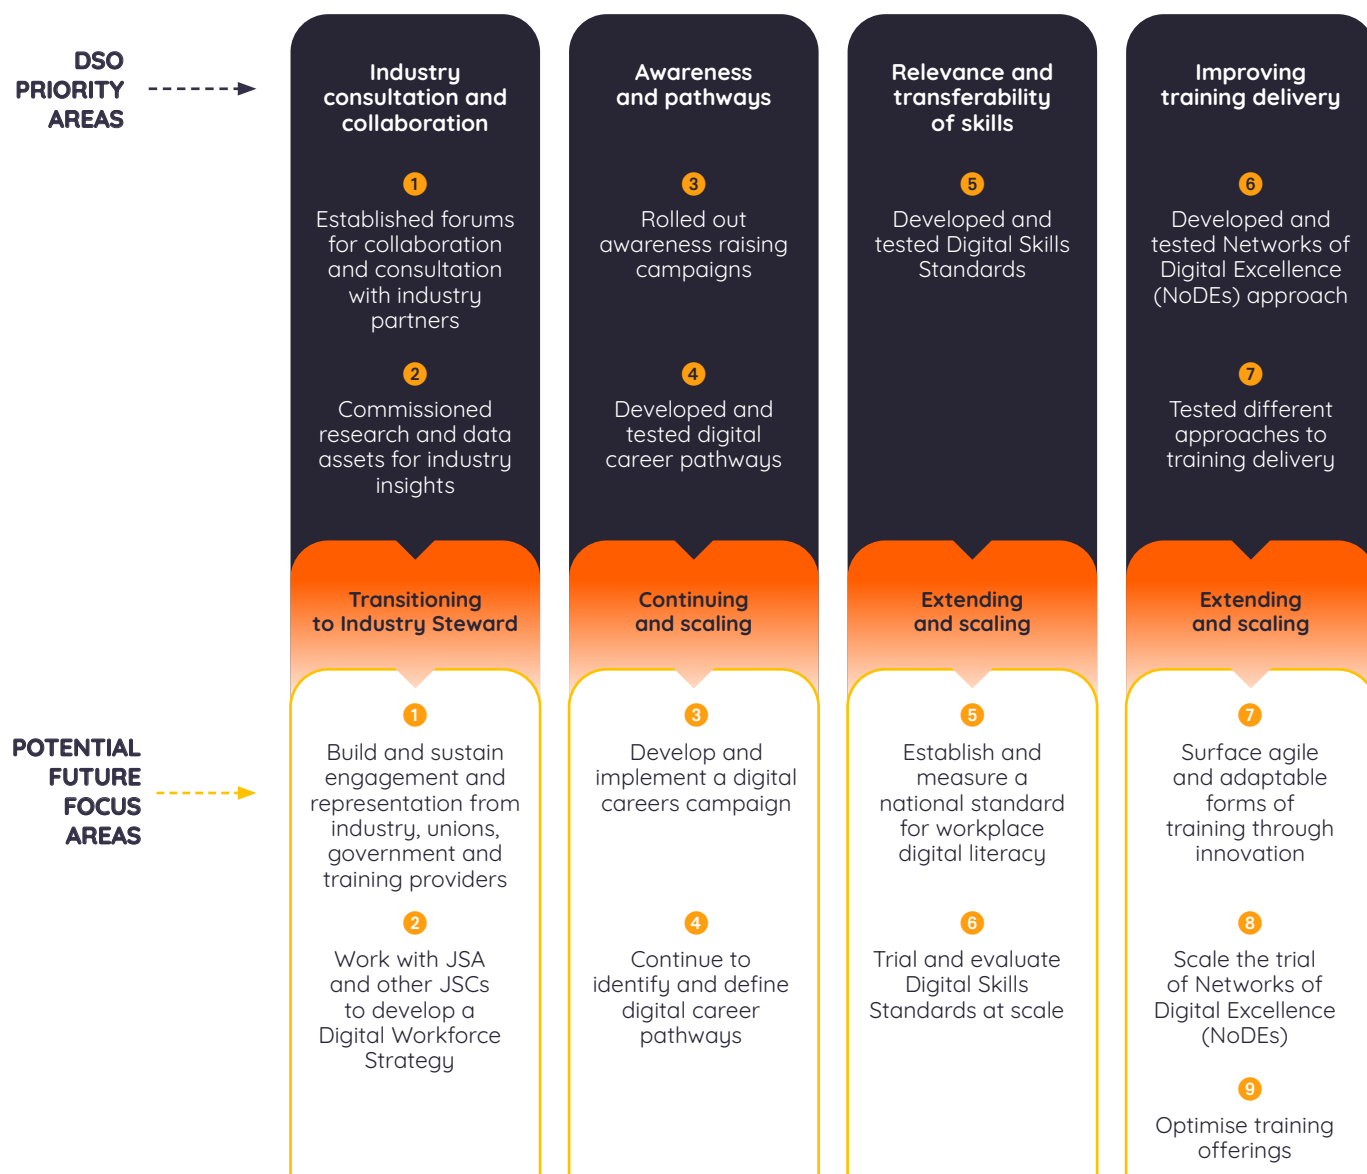 DSO
PRIORITY
AREAS
Industry
consultation and
collaboration
1
Established forums
for collaboration
and consultation
with industry
partners
2
Commissioned
research and data
assets for industry
insights
Awareness
and pathways
3
Rolled out
awareness raising
campaigns
4
Developed and
tested digital
career pathways
Relevance and
transferability
of skills
5
Developed and
tested Digital Skills
Standards
Improving
training delivery
6
Developed and
tested Networks of
Digital Excellence
(NoDEs) approach
7
Tested different
approaches to
training delivery
Transitioning
to Industry Steward
Continuing
and scaling
Extending
and scaling
Extending
and scaling
POTENTIAL
FUTURE
FOCUS
AREAS
1
Build and sustain
engagement and
representation from
industry, unions,
government and
training providers
2
Work with JSA
and other JSCs
to develop a
Digital Workforce
Strategy
3
Develop and
implement a digital
careers campaign
4
Continue to
identify and define
digital career
pathways
5
Establish and
measure a
national standard
for workplace
digital literacy
6
Trial and evaluate
Digital Skills
Standards at scale
7
Surface agile
and adaptable
forms of
training through
innovation
8
Scale the trial
of Networks of
Digital Excellence
(NoDEs)
9
Optimise training
offerings